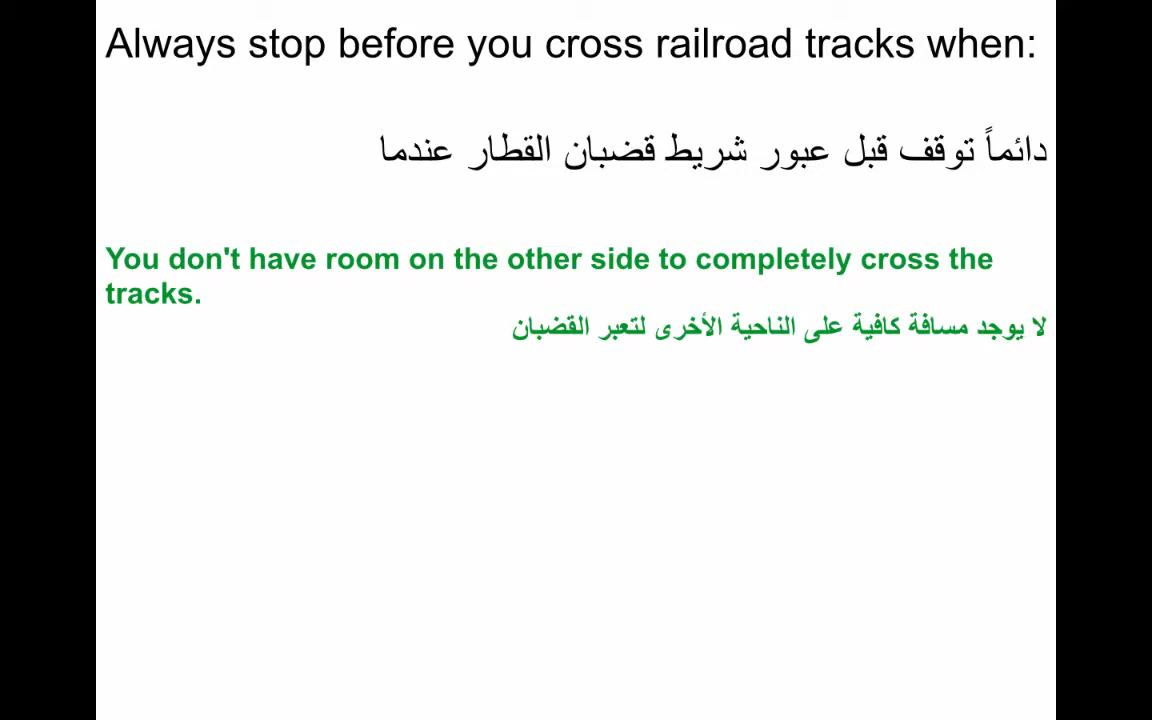 Always stop before you cross railroad tracks when:
دائماً توقف قبل عبور شريط قضبان القطار عندما
You don't have room on the other side to completely cross the
tracks.
لا يوجد مسافة كافية على الناحية الأخرى لتعبر القضبان